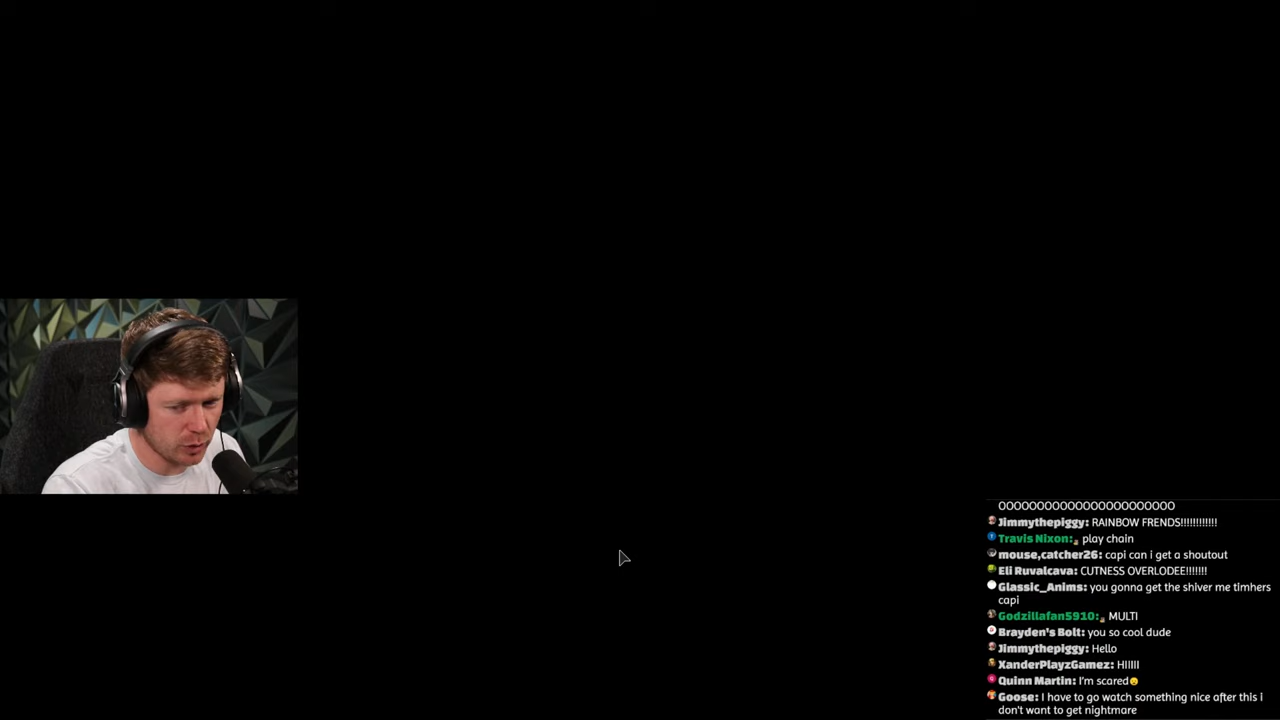 OOOOOOOOOOOOOOOOOOOOOOO
Jimmythepiggy: RAINBOW FRENDS!!!!!!!!!!!!
Travis Nixon: play chain
mouse,catcher26: capi can i get a shoutout
Eli Ruvalcava: CUTNESS OVERLODEE!!!!!!!
Glassic_Anims: you gonna get the shiver me timhers
capi
Godzillafan5910: MULTI
Brayden's Bolt: you so cool dude
Jimmythepiggy: Hello
XanderPlayzGamez: HIIIII
Quinn Martin: I'm scared😟
Goose: I have to go watch something nice after this i
don't want to get nightmare